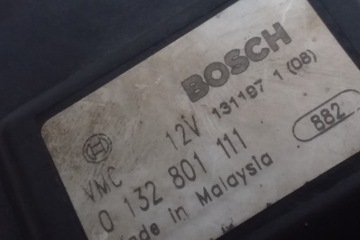 BOSCH
12V 131197 1 (08)
VMC
0 132 801 111
882
Made in Malaysia